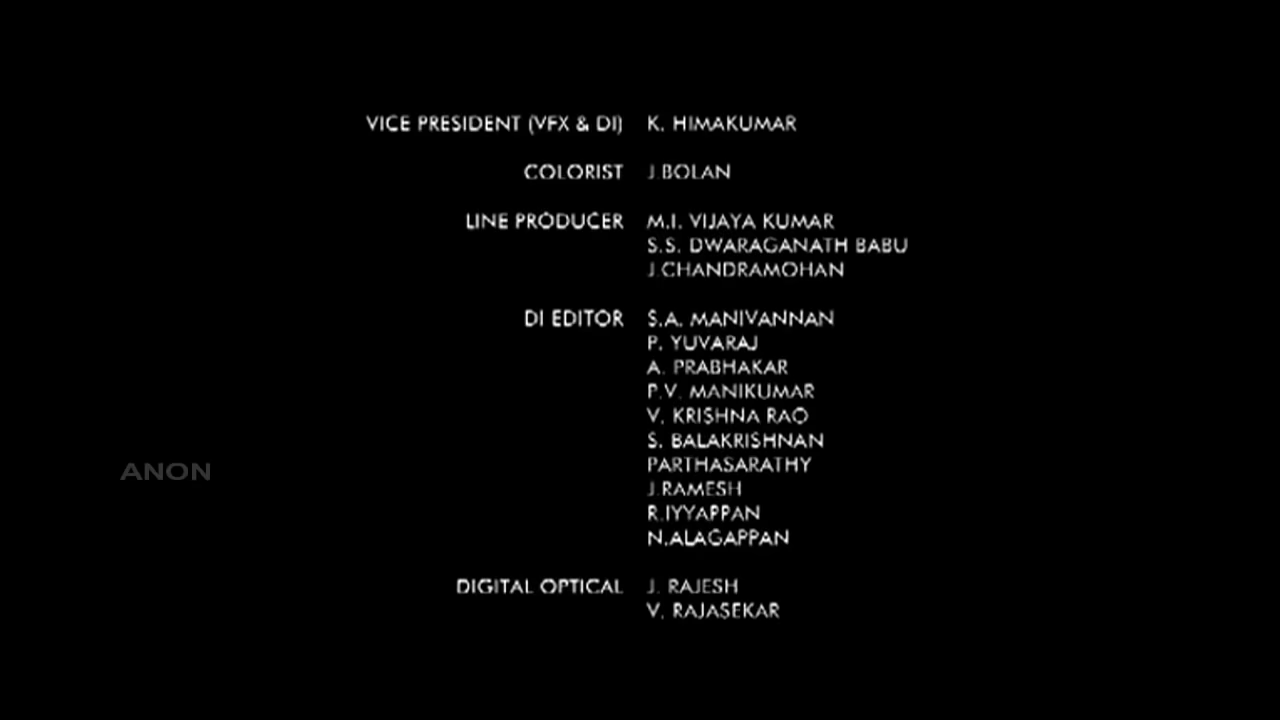 VICE PRESIDENT (VFX & DI) K. HIMAKUMAR
COLORIST J.BOLAN
LINE PRODUCER M.I. VIJAYA KUMAR
S.S. DWARAGANATH BABU
J.CHANDRAMOHAN
DI EDITOR S.A. MANIVANNAN
P. YUVARAJ
A. PRABHAKAR
P.V. MANIKUMAR
V. KRISHNA RAO
S. BALAKRISHNAN
PARTHASARATHY
ANON
J.RAMESH
R.IYYAPPAN
N.ALAGAPPAN
DIGITAL OPTICAL J. RAJESH
V. RAJASEKAR